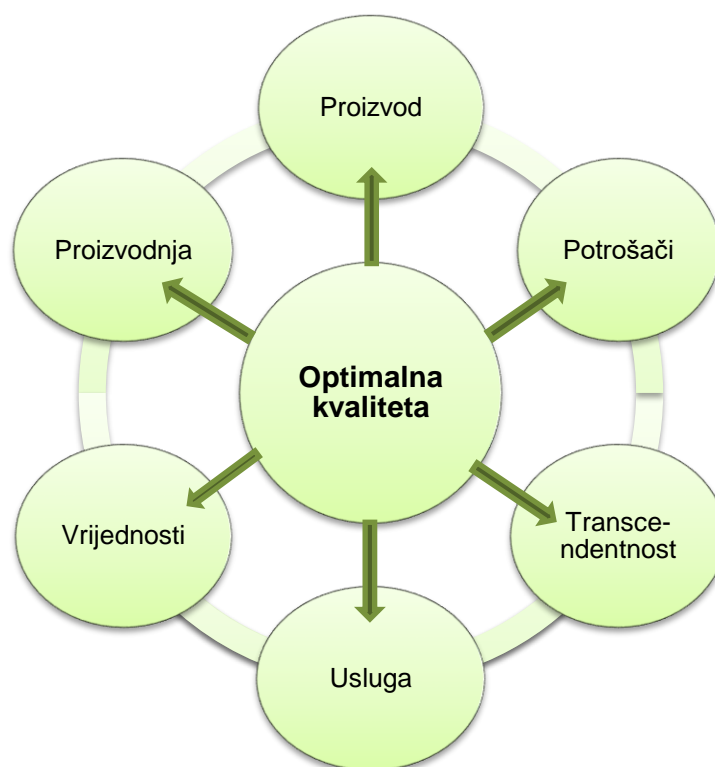 Proizvod
Proizvodnja
Potrošači
Optimalna
kvaliteta
Vrijednosti
Transce-
ndentnost
Usluga